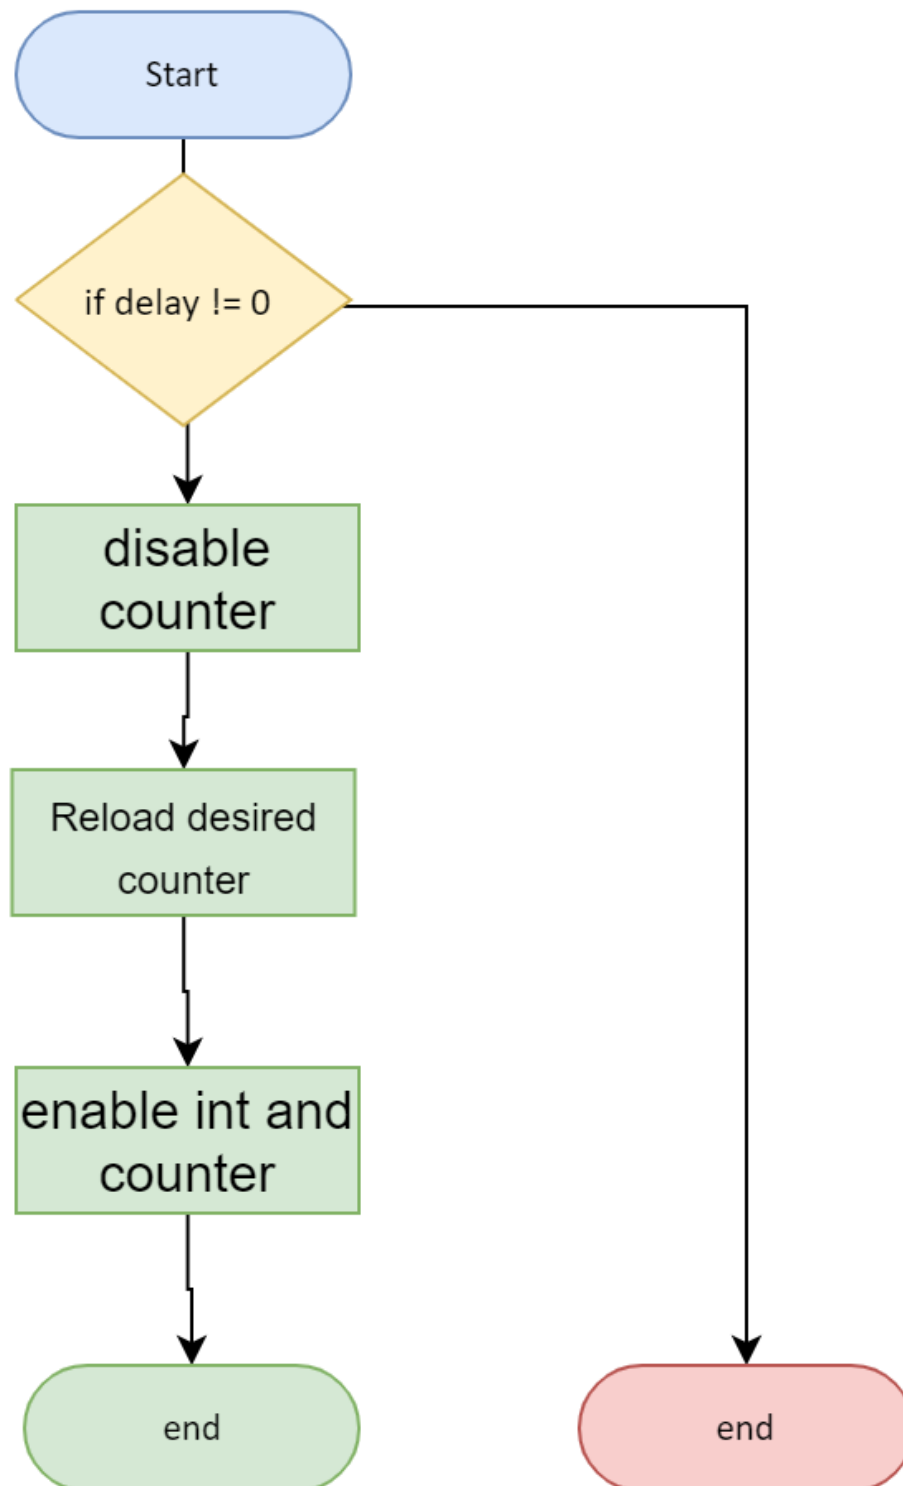 Start
if delay != 0
disable
counter
Reload desired
counter
enable int and
counter
end
end